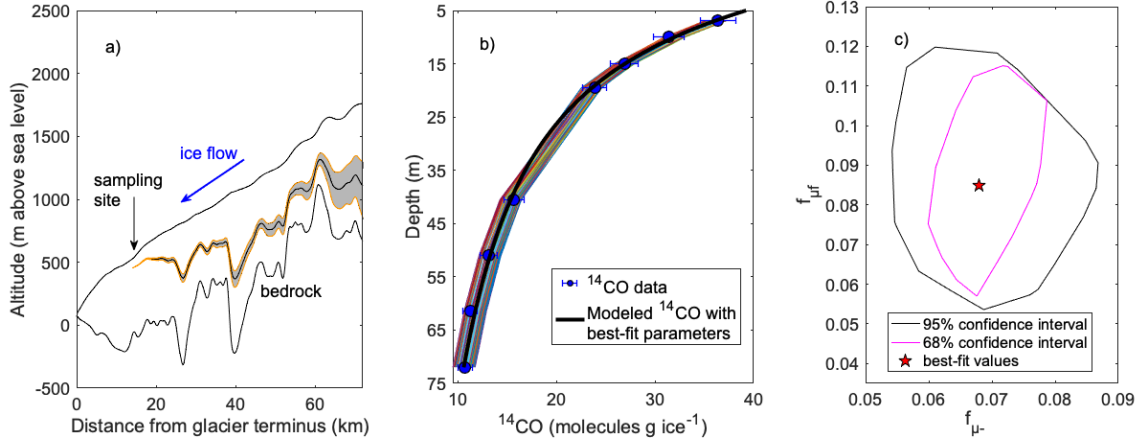 a)
2500
2000
1500
1000
500
0
-500
0
20
40
60
Altitude (m above sea level)
Distance from glacier terminus (km)
ice flow
sampling
site
bedrock
b)
5
15
25
35
45
55
65
75
10
20
30
40
Depth (m)
¹⁴CO (molecules g ice⁻¹)
¹⁴CO data
Modeled ¹⁴CO with
best-fit parameters
c)
0.13
0.12
0.11
0.1
0.09
0.08
0.07
0.06
0.05
0.04
0.05
0.06
0.07
0.08
0.09
f_μf
f_μ-
95% confidence interval
68% confidence interval
best-fit values